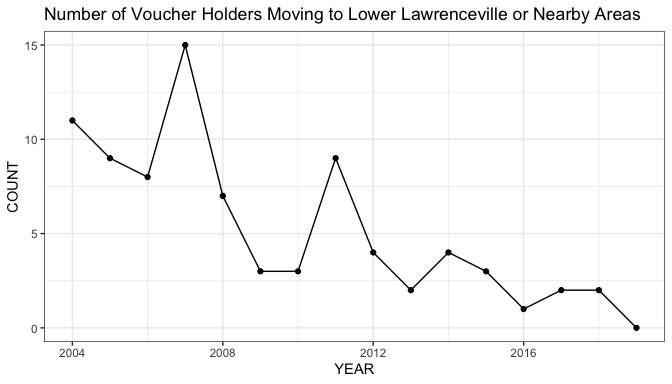 Number of Voucher Holders Moving to Lower Lawrenceville or Nearby Areas
15
10
5
0
COUNT
2004 2008 2012 2016
YEAR